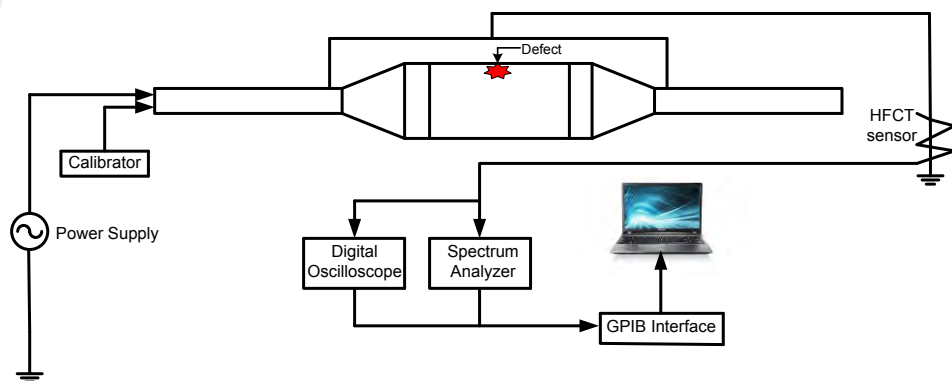 Defect
HFCT
sensor
Calibrator
Power Supply
Digital
Oscilloscope
Spectrum
Analyzer
GPIB Interface